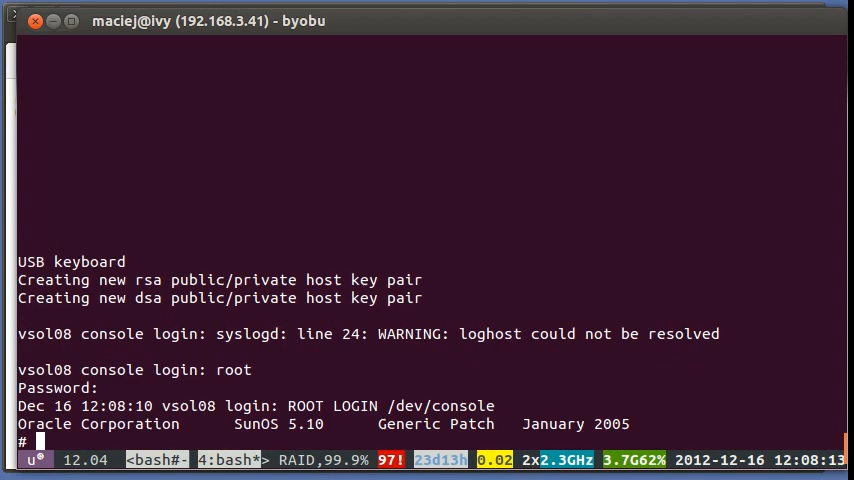 maciej@ivy (192.168.3.41) - byobu
USB keyboard
Creating new rsa public/private host key pair
Creating new dsa public/private host key pair
vsol08 console login: syslogd: line 24: WARNING: loghost could not be resolved
vsol08 console login: root
Password:
Dec 16 12:08:10 vsol08 login: ROOT LOGIN /dev/console
Oracle Corporation      SunOS 5.10      Generic Patch   January 2005
#
u 12.04 <bash#- 4:bash*> RAID,99.9% 97! 23d13h 0.02 2x2.3GHz 3.7G62% 2012-12-16 12:08:13